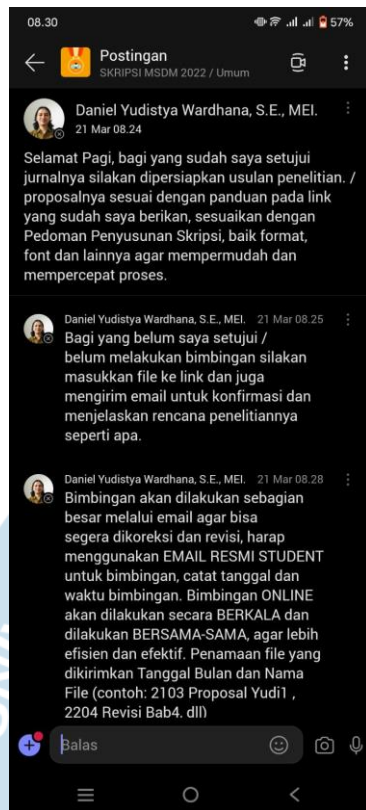 08.30
57%
Postingan
SKRIPSI MSDM 2022 / Umum
Daniel Yudistya Wardhana, S.E., MEI.
21 Mar 08.24
Selamat Pagi, bagi yang sudah saya setujui
jurnalnya silakan dipersiapkan usulan penelitian. /
proposalnya sesuai dengan panduan pada link
yang sudah saya berikan, sesuaikan dengan
Pedoman Penyusunan Skripsi, baik format,
font dan lainnya agar mempermudah dan
mempercepat proses.
Daniel Yudistya Wardhana, S.E., MEI. 21 Mar 08.25
Bagi yang belum saya setujui /
belum melakukan bimbingan silakan
masukkan file ke link dan juga
mengirim email untuk konfirmasi dan
menjelaskan rencana penelitiannya
seperti apa.
Daniel Yudistya Wardhana, S.E., MEI. 21 Mar 08.28
Bimbingan akan dilakukan sebagian
besar melalui email agar bisa
segera dikoreksi dan revisi, harap
menggunakan EMAIL RESMI STUDENT
untuk bimbingan, catat tanggal dan
waktu bimbingan. Bimbingan ONLINE
akan dilakukan secara BERKALA dan
dilakukan BERSAMA-SAMA, agar lebih
efisien dan efektif. Penamaan file yang
dikirimkan Tanggal Bulan dan Nama
File (contoh: 2103 Proposal Yudi1 ,
2204 Revisi Bab4. dll)
Balas